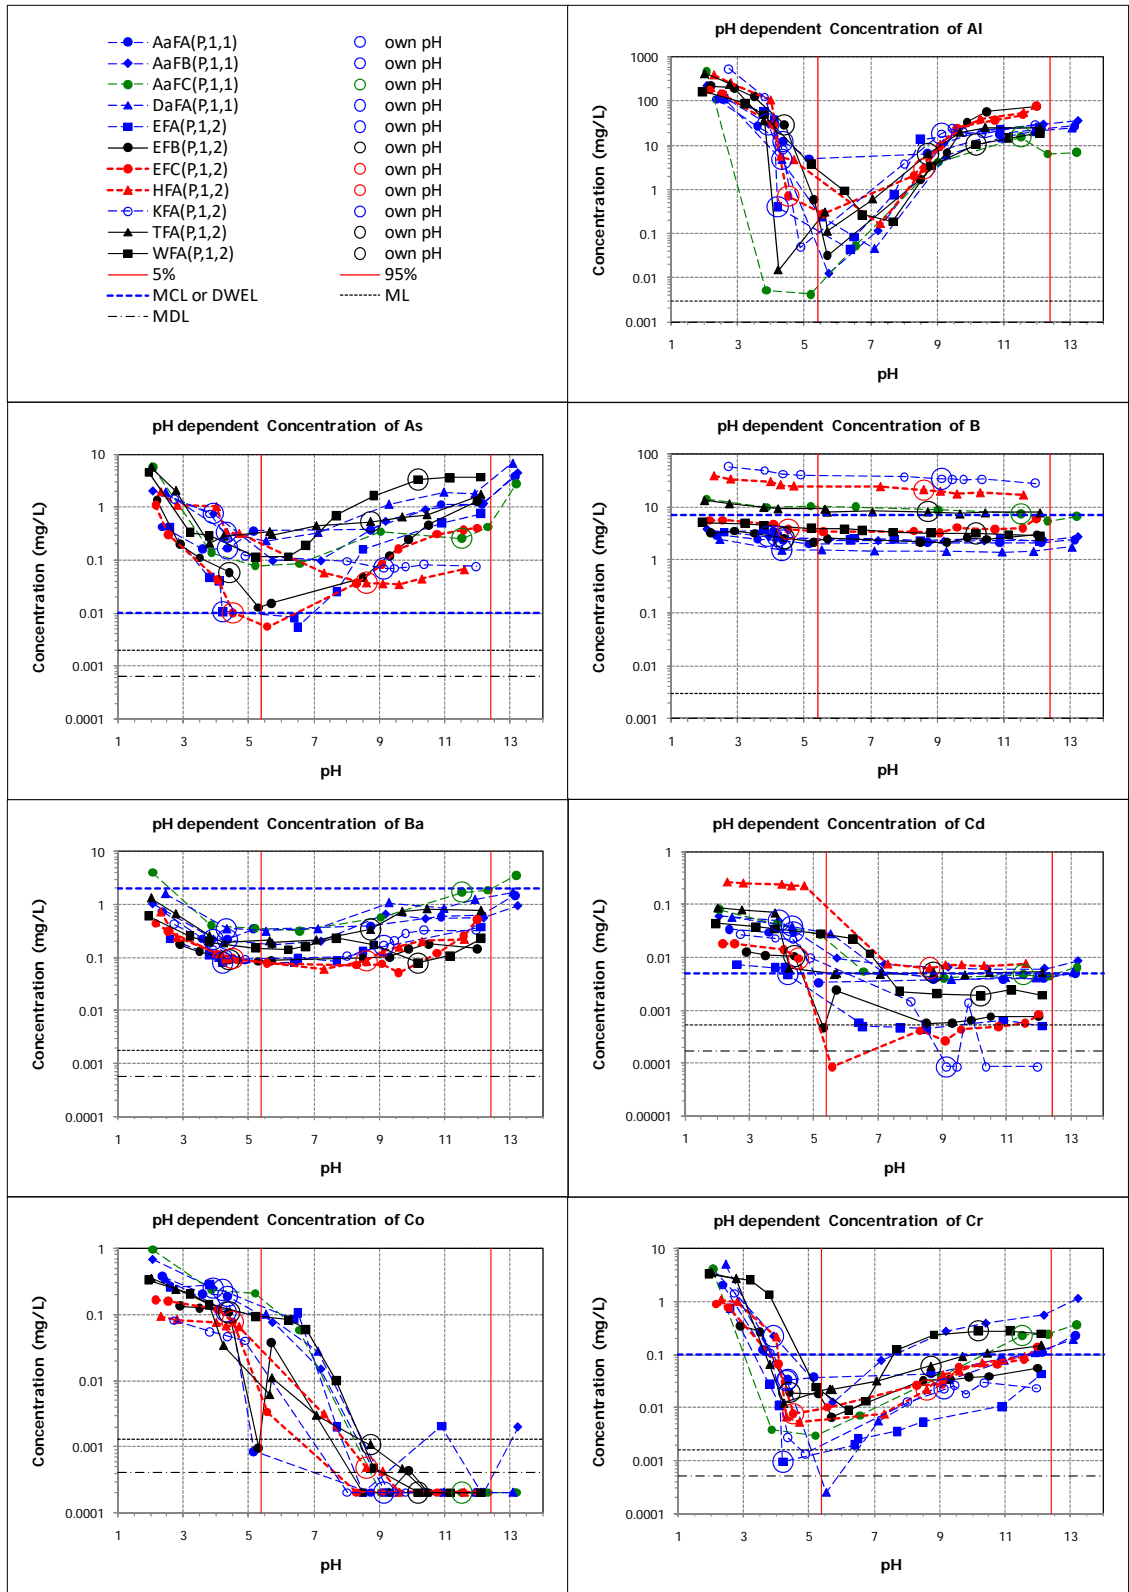 AaFA(P,1,1) own pH
AaFB(P,1,1) own pH
AaFC(P,1,1) own pH
DaFA(P,1,1) own pH
EFA(P,1,2) own pH
EFB(P,1,2) own pH
EFC(P,1,2) own pH
HFA(P,1,2) own pH
KFA(P,1,2) own pH
TFA(P,1,2) own pH
WFA(P,1,2) own pH
5% 95%
MCL or DWEL ML
MDL
pH dependent Concentration of Al
Concentration (mg/L)
1000
100
10
1
0.1
0.01
0.001
1 3 5 7 9 11 13
pH
pH dependent Concentration of As
Concentration (mg/L)
10
1
0.1
0.01
0.001
0.0001
1 3 5 7 9 11 13
pH
pH dependent Concentration of B
Concentration (mg/L)
100
10
1
0.1
0.01
0.001
1 3 5 7 9 11 13
pH
pH dependent Concentration of Ba
Concentration (mg/L)
10
1
0.1
0.01
0.001
0.0001
1 3 5 7 9 11 13
pH
pH dependent Concentration of Cd
Concentration (mg/L)
1
0.1
0.01
0.001
0.0001
0.00001
1 3 5 7 9 11 13
pH
pH dependent Concentration of Co
Concentration (mg/L)
1
0.1
0.01
0.001
0.0001
1 3 5 7 9 11 13
pH
pH dependent Concentration of Cr
Concentration (mg/L)
10
1
0.1
0.01
0.001
0.0001
1 3 5 7 9 11 13
pH